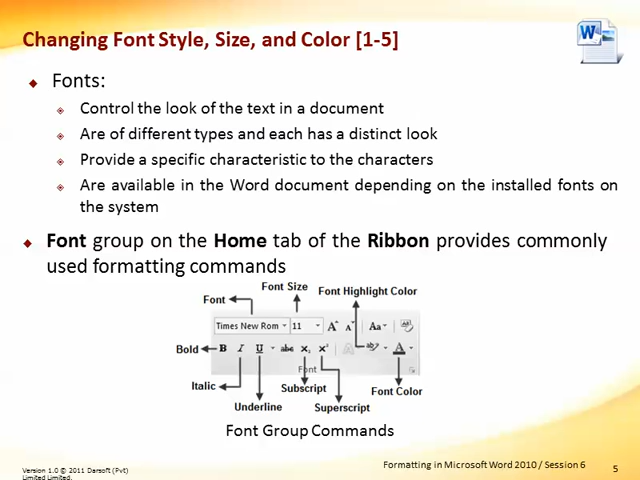 Changing Font Style, Size, and Color [1-5]
W
Fonts:
Control the look of the text in a document
Are of different types and each has a distinct look
Provide a specific characteristic to the characters
Are available in the Word document depending on the installed fonts on
the system
Font group on the Home tab of the Ribbon provides commonly
used formatting commands
Font Size
Font Highlight Color
Font
Times New Rom 11 A A Aa
Bold B I U abc x₂ x² A ab A
Font
Italic
Subscript
Font Color
Underline
Superscript
Font Group Commands
Formatting in Microsoft Word 2010 / Session 6
5
Version 1.0 © 2011 Darsoft (Pvt)
Limited Limited.